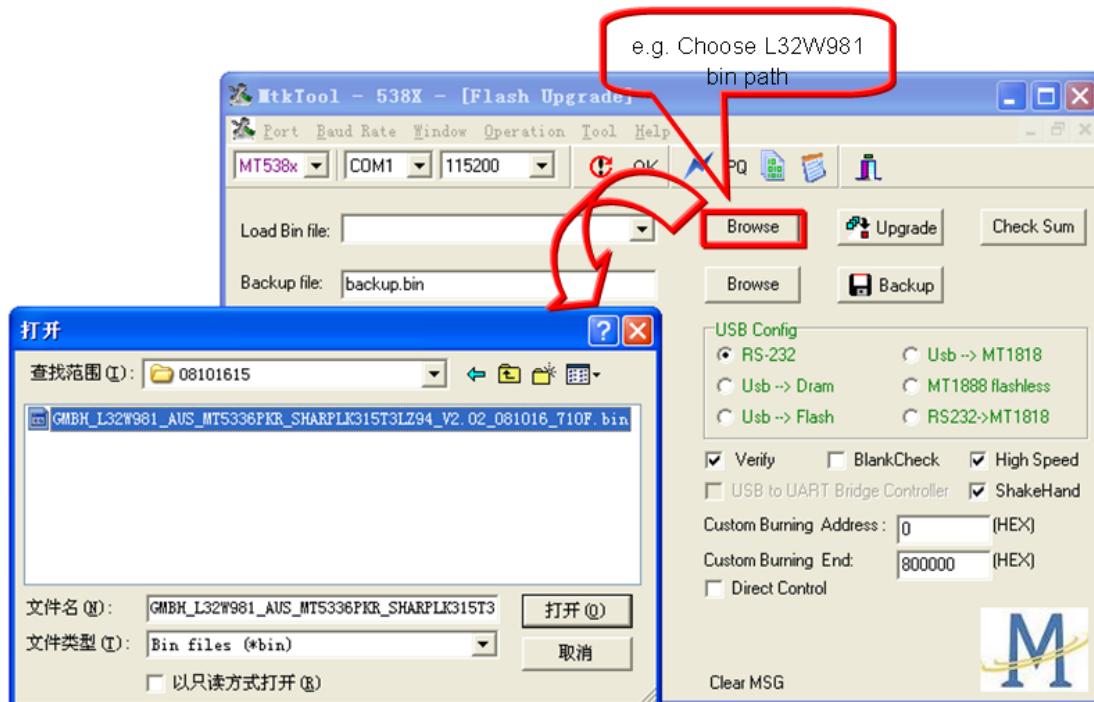 e.g. Choose L32W981
bin path
MtkTool - 538X - [Flash Upgrade]
Port Baud Rate Window Operation Tool Help
MT538x COM1 115200 OK PQ
Load Bin file: Browse Upgrade Check Sum
Backup file: backup.bin Browse Backup
打开
查找范围(I): 08101615
GMBH_L32W981_AUS_MT5336PKR_SHARPLK315T3LZ94_V2.02_081016_710F.bin
文件名(N): GMBH_L32W981_AUS_MT5336PKR_SHARPLK315T3 打开(O)
文件类型(T): Bin files (*bin) 取消
以只读方式打开(R)
USB Config
RS-232 Usb --> MT1818
Usb --> Dram MT1888 flashless
Usb --> Flash RS232->MT1818
Verify BlankCheck High Speed
USB to UART Bridge Controller ShakeHand
Custom Burning Address : 0 (HEX)
Custom Burning End: 800000 (HEX)
Direct Control
Clear MSG